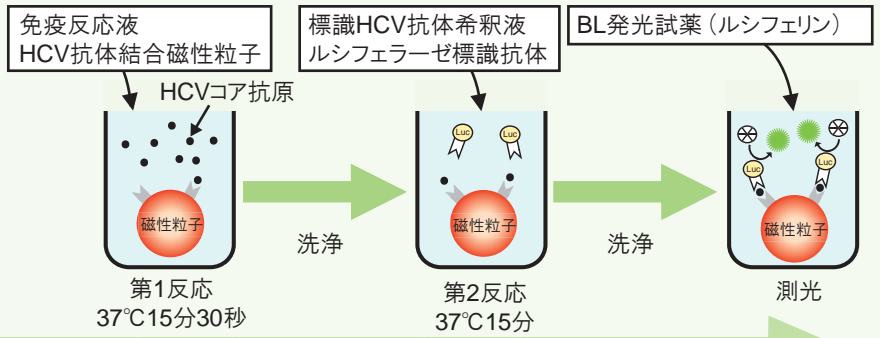 免疫反応液
HCV抗体結合磁性粒子
HCVコア抗原
磁性粒子
第1反応
37℃15分30秒
洗浄
標識HCV抗体希釈液
ルシフェラーゼ標識抗体
Luc
Luc
磁性粒子
第2反応
37℃15分
洗浄
BL発光試薬（ルシフェリン）
Luc
Luc
磁性粒子
測光